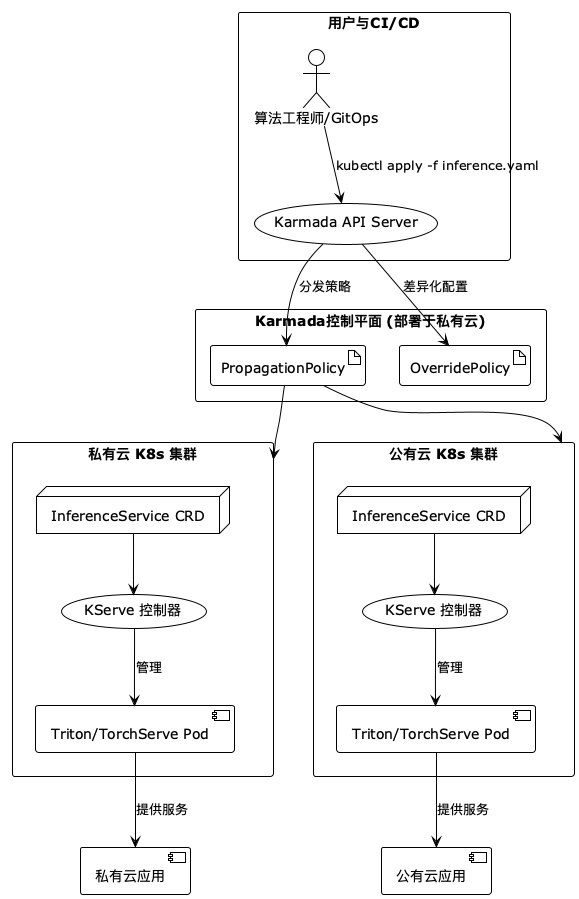 用户与CI/CD
算法工程师/GitOps
kubectl apply -f inference.yaml
Karmada API Server
分发策略
差异化配置
Karmada控制平面 (部署于私有云)
PropagationPolicy
OverridePolicy
私有云 K8s 集群
公有云 K8s 集群
InferenceService CRD
InferenceService CRD
KServe 控制器
KServe 控制器
管理
管理
Triton/TorchServe Pod
Triton/TorchServe Pod
提供服务
提供服务
私有云应用
公有云应用